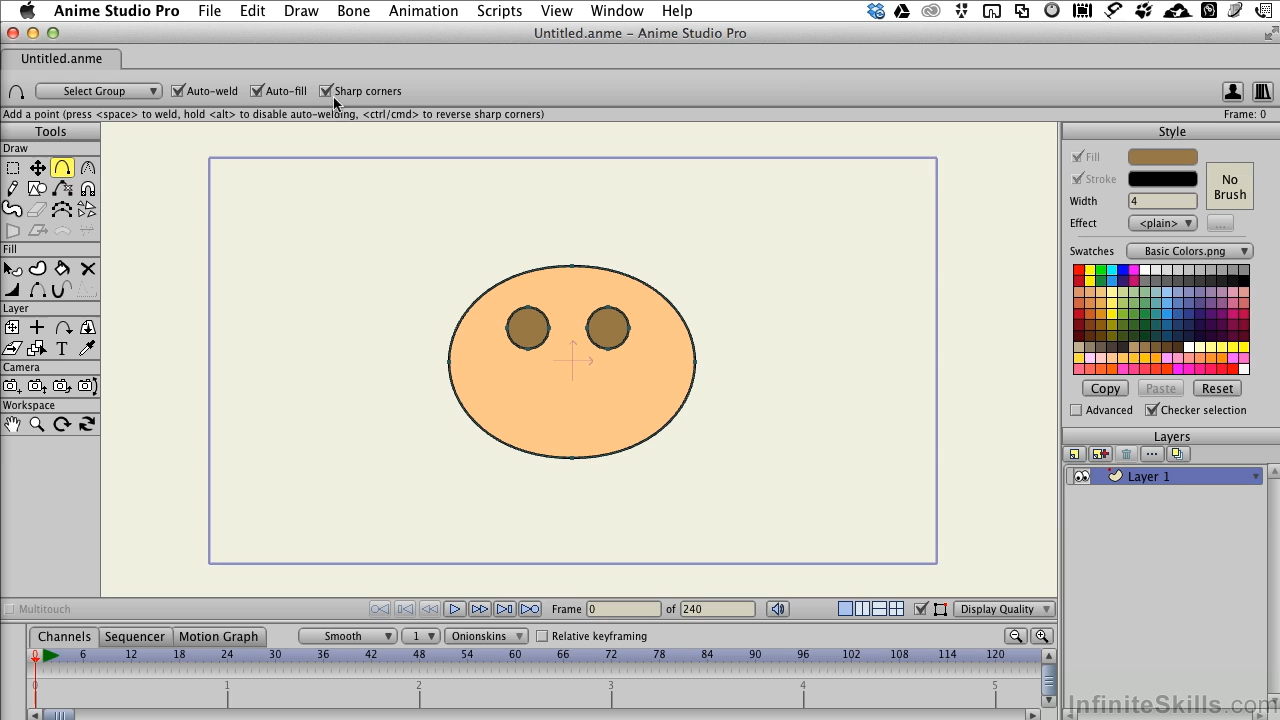 Anime Studio Pro File Edit Draw Bone Animation Scripts View Window Help
Untitled.anme – Anime Studio Pro
Untitled.anme
Select Group Auto-weld Auto-fill Sharp corners
Add a point (press <space> to weld, hold <alt> to disable auto-welding, <ctrl/cmd> to reverse sharp corners) Frame: 0
Tools
Draw
Fill
Layer
Camera
Workspace
Style
Fill
Stroke
No Brush
Width 4
Effect <plain> ...
Swatches Basic Colors.png
Copy Paste Reset
Advanced Checker selection
Layers
Layer 1
Multitouch Frame 0 of 240 Display Quality
Channels Sequencer Motion Graph Smooth 1 Onionskins Relative keyframing
0 6 12 18 24 30 36 42 48 54 60 66 72 78 84 90 96 102 108 114 120
0 1 2 3 4 5
InfiniteSkills.com